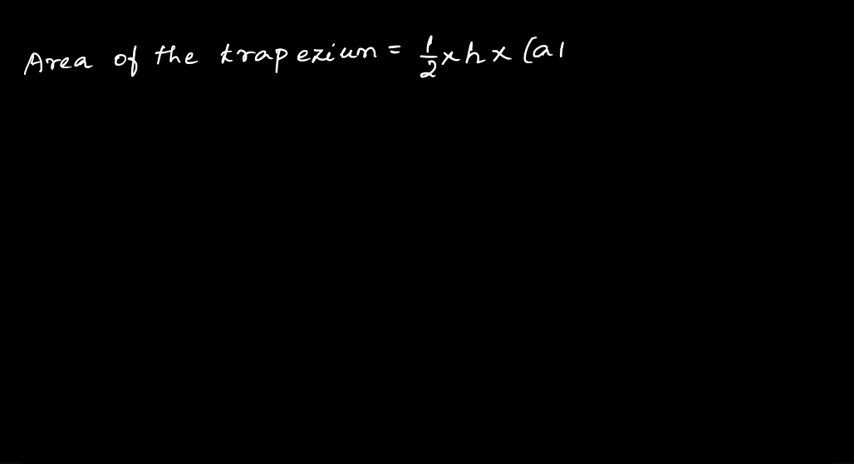 Area of the trapezium = 1/2 x h x (a1